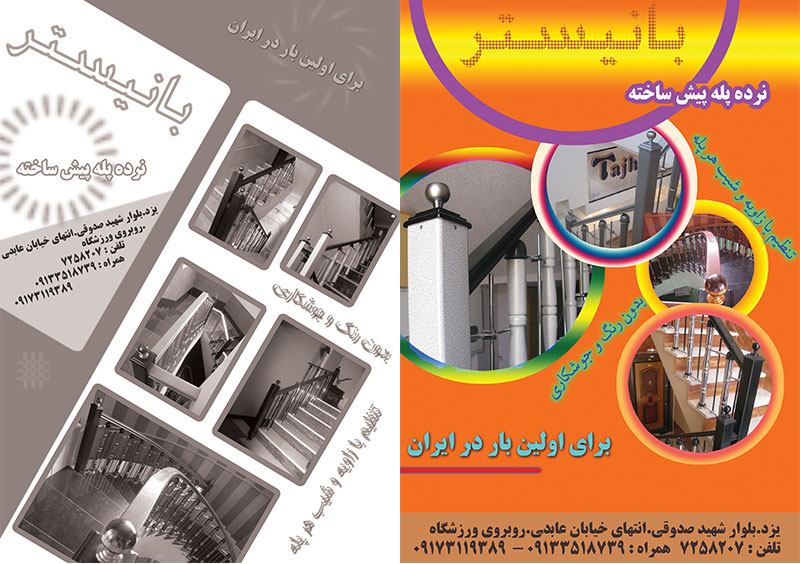 بانیستر
نرده پله پیش ساخته
Tajh
تنظیم با زاویه و شیب هر پله
بدون رنگ و جوشکاری
برای اولین بار در ایران
یزد.بلوار شهید صدوقی.انتهای خیابان عابدی.روبروی ورزشگاه
تلفن : ۷۲۵۸۲۰۷ همراه : ۰۹۱۳۳۵۱۸۷۳۹ – ۰۹۱۷۳۱۱۹۳۸۹
برای اولین بار در ایران
بانیستر
نرده پله پیش ساخته
یزد.بلوار شهید صدوقی.انتهای خیابان عابدی
.روبروی ورزشگاه
تلفن : ۷۲۵۸۲۰۷
همراه : ۰۹۱۳۳۵۱۸۷۳۹
۰۹۱۷۳۱۱۹۳۸۹
بدون رنگ و جوشکاری
تنظیم با زاویه و شیب هر پله